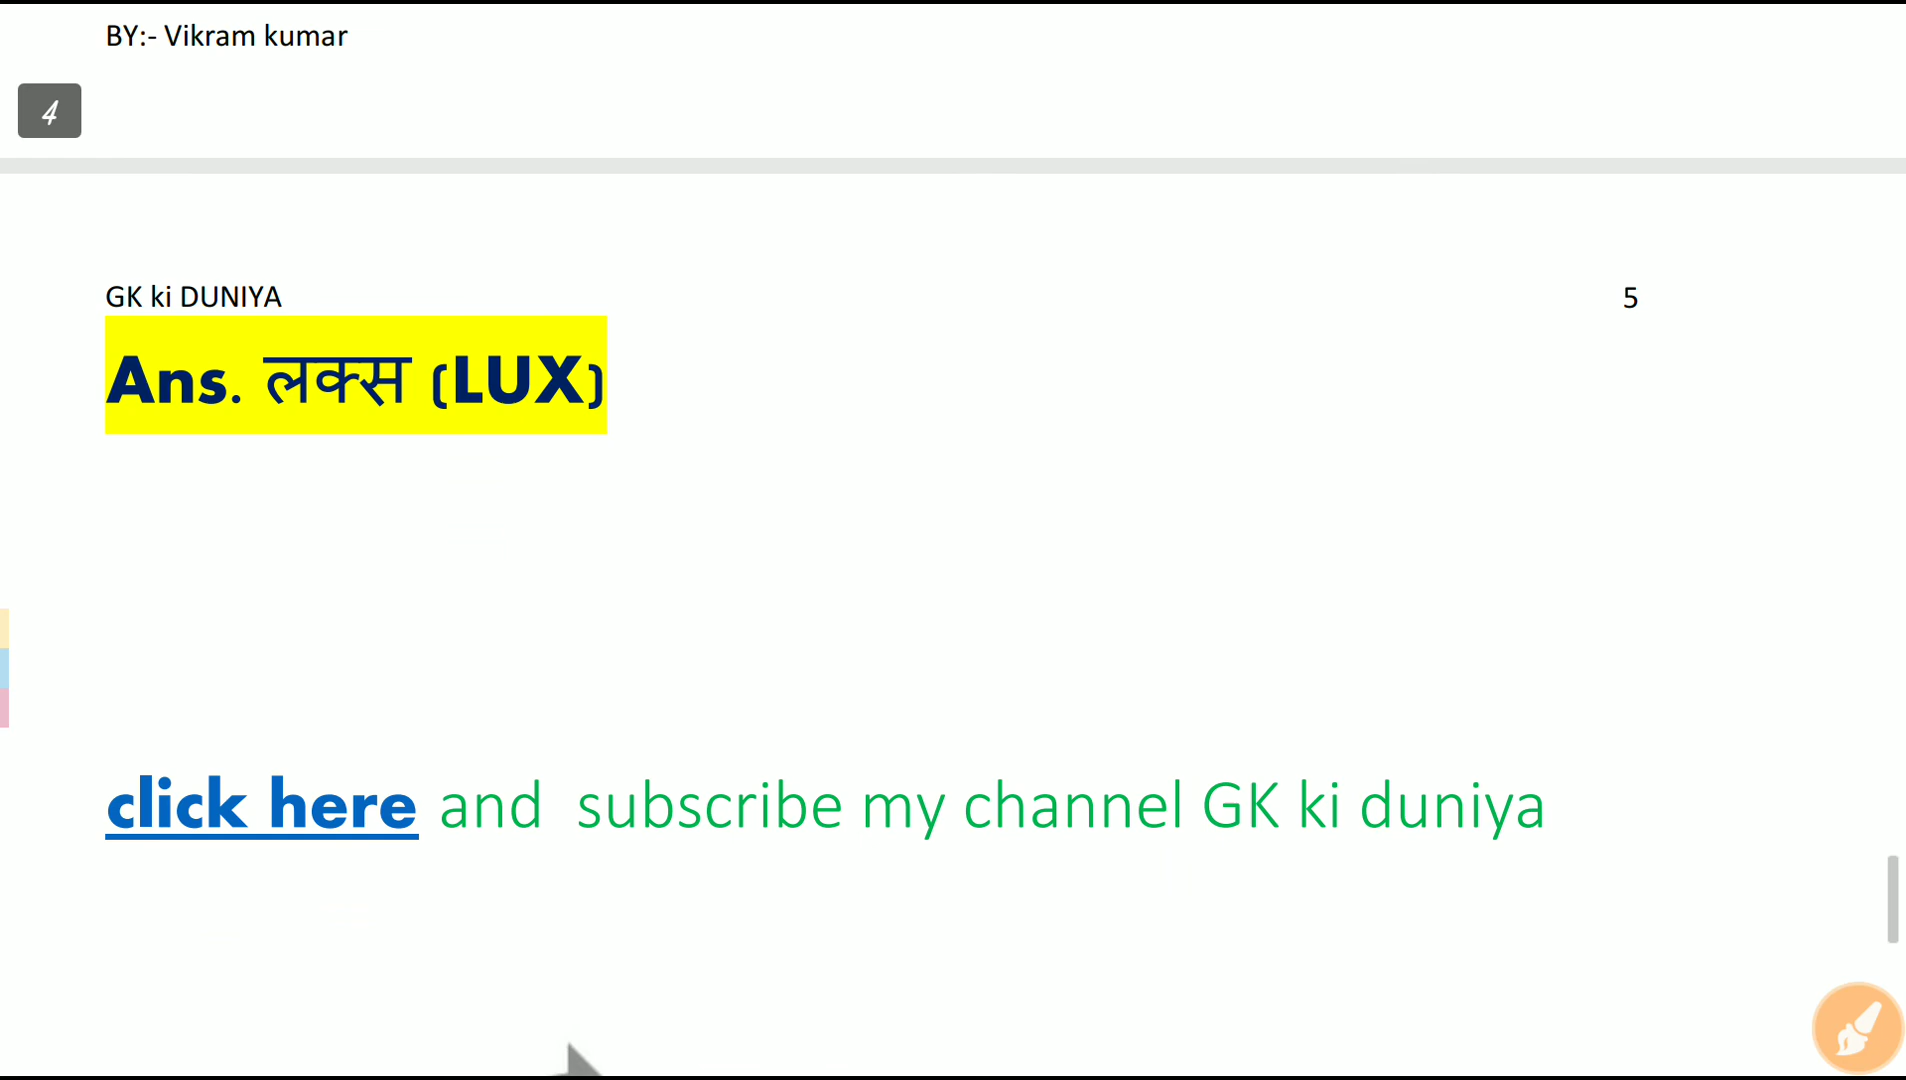 BY:- Vikram kumar
4
GK ki DUNIYA 5
Ans. लक्स (LUX)
click here and subscribe my channel GK ki duniya